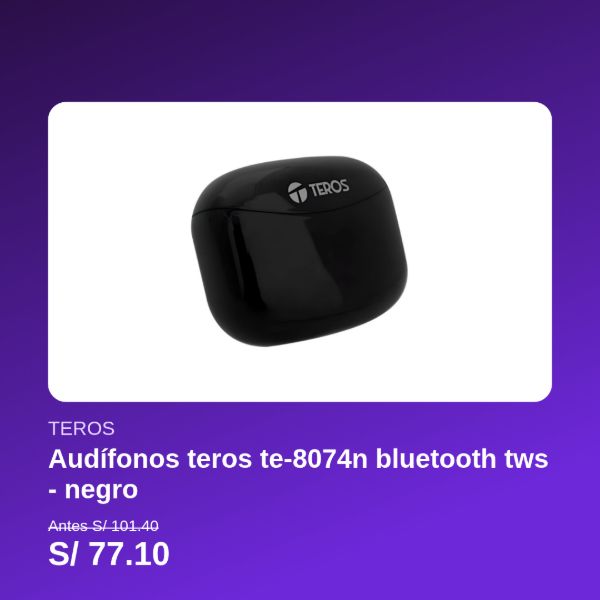 TEROS
TEROS
Audífonos teros te-8074n bluetooth tws
- negro
Antes S/ 101.40
S/ 77.10